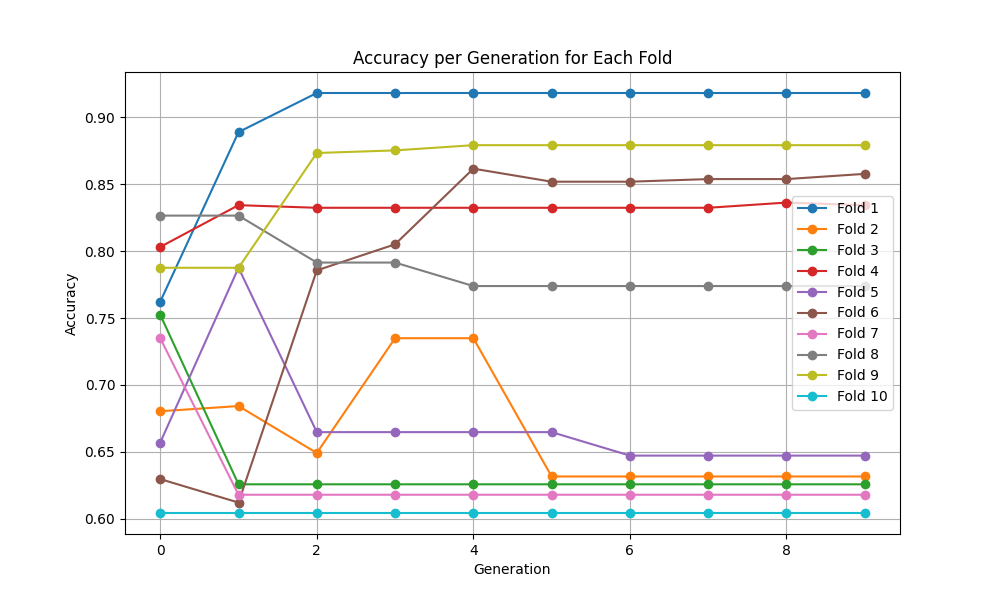 Accuracy per Generation for Each Fold
Accuracy
0.90
0.85
0.80
0.75
0.70
0.65
0.60
Fold 1
Fold 2
Fold 3
Fold 4
Fold 5
Fold 6
Fold 7
Fold 8
Fold 9
Fold 10
0 2 4 6 8
Generation